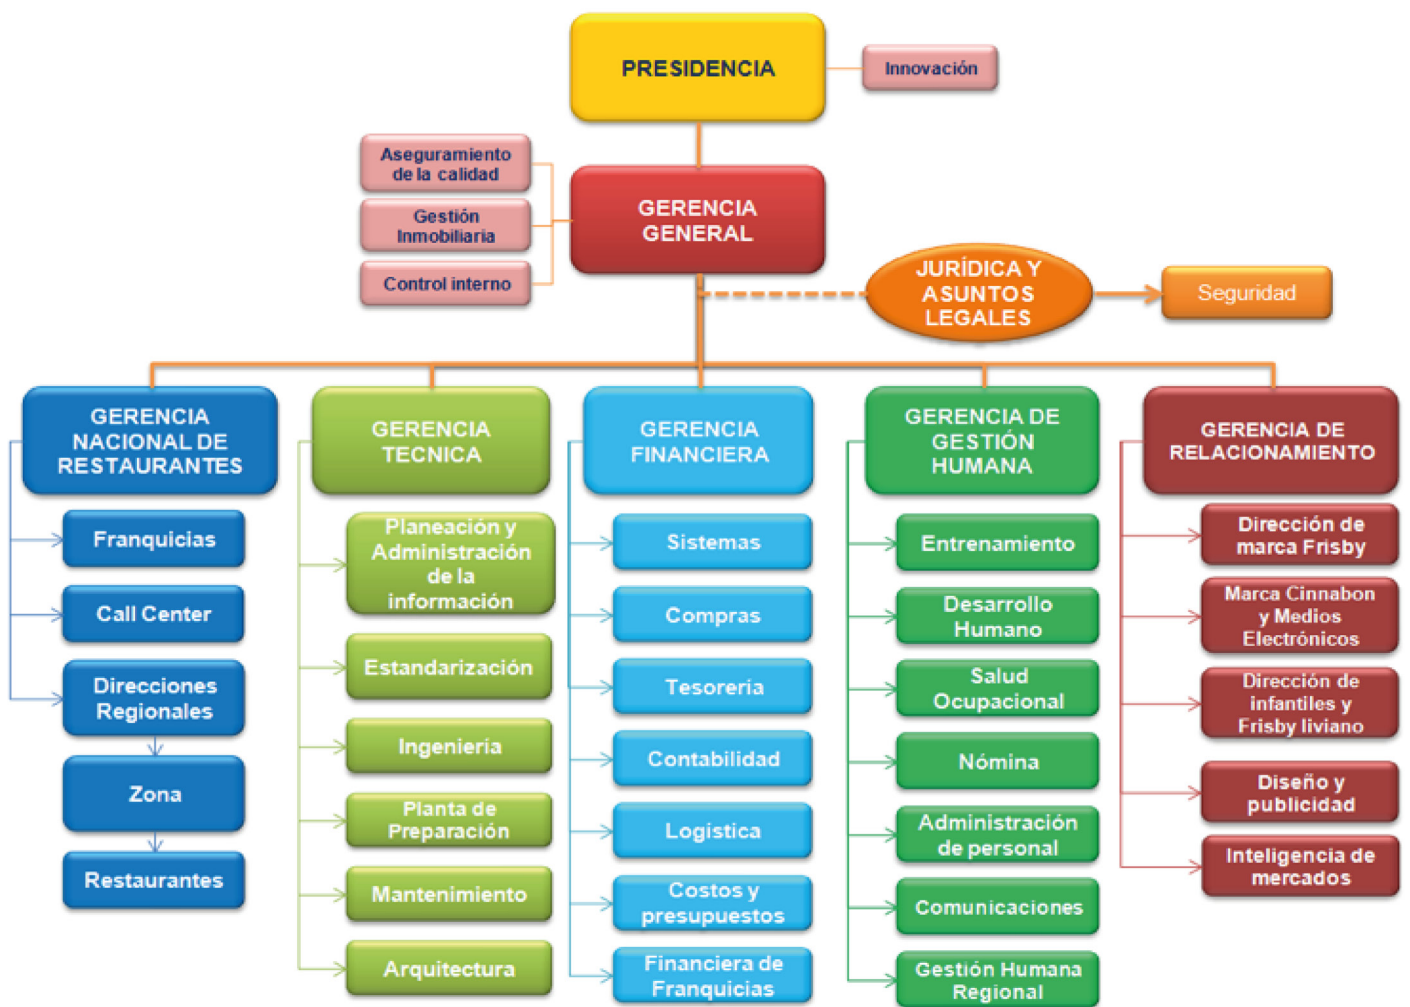 PRESIDENCIA
Innovación
Aseguramiento
de la calidad
Gestión
Inmobiliaria
Control interno
GERENCIA
GENERAL
JURÍDICA Y
ASUNTOS
LEGALES
Seguridad
GERENCIA
NACIONAL DE
RESTAURANTES
Franquicias
Call Center
Direcciones
Regionales
Zona
Restaurantes
GERENCIA
TECNICA
Planeación y
Administración
de la
información
Estandarización
Ingeniería
Planta de
Preparación
Mantenimiento
Arquitectura
GERENCIA
FINANCIERA
Sistemas
Compras
Tesorería
Contabilidad
Logística
Costos y
presupuestos
Financiera de
Franquicias
GERENCIA DE
GESTIÓN
HUMANA
Entrenamiento
Desarrollo
Humano
Salud
Ocupacional
Nómina
Administración
de personal
Comunicaciones
Gestión Humana
Regional
GERENCIA DE
RELACIONAMIENTO
Dirección de
marca Frisby
Marca Cinnabon
y Medios
Electrónicos
Dirección de
infantiles y
Frisby liviano
Diseño y
publicidad
Inteligencia de
mercados